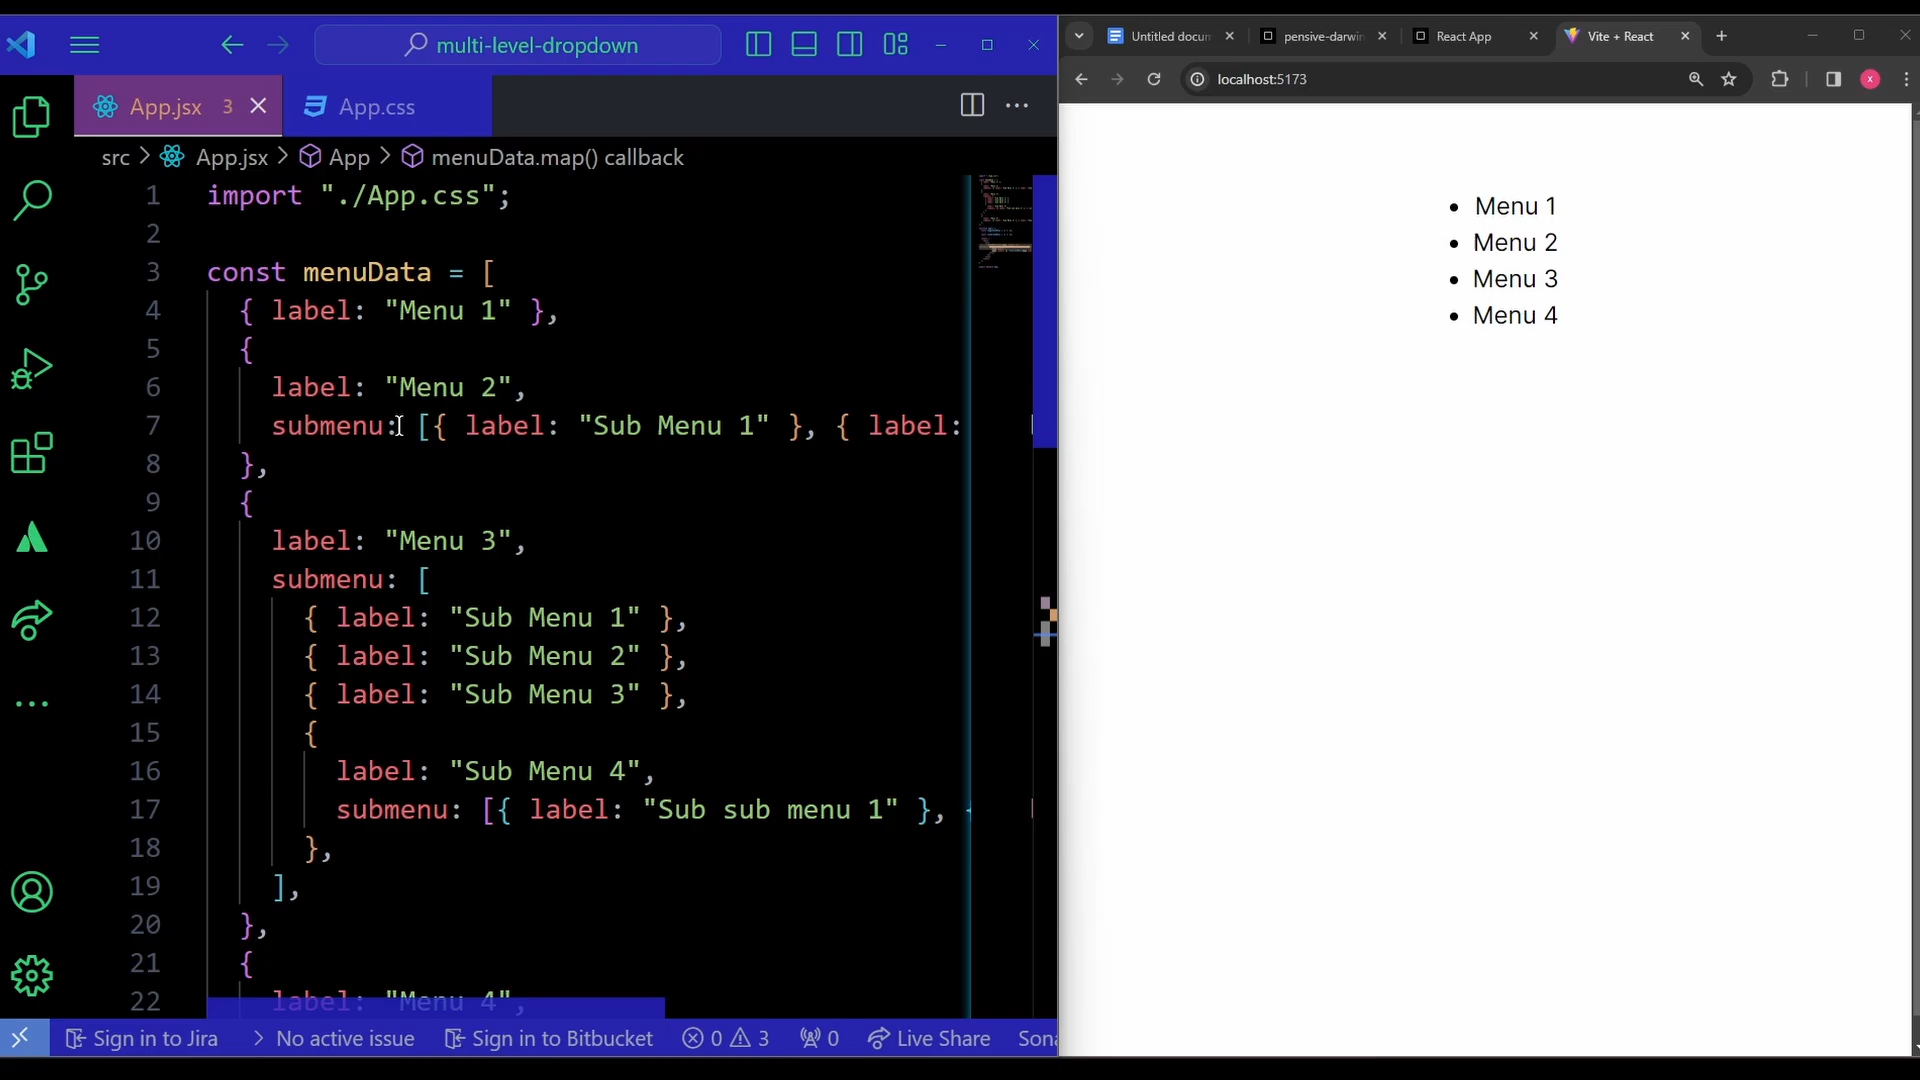 multi-level-dropdown
App.jsx 3
App.css
src > App.jsx > App > menuData.map() callback
1 import "./App.css";
2
3 const menuData = [
4 { label: "Menu 1" },
5 {
6 label: "Menu 2",
7 submenu: [{ label: "Sub Menu 1" }, { label:
8 },
9 {
10 label: "Menu 3",
11 submenu: [
12 { label: "Sub Menu 1" },
13 { label: "Sub Menu 2" },
14 { label: "Sub Menu 3" },
15 {
16 label: "Sub Menu 4",
17 submenu: [{ label: "Sub sub menu 1" }, {
18 },
19 ],
20 },
21 {
22 label: "Menu 4",
Sign in to Jira > No active issue Sign in to Bitbucket 0 3 0 Live Share Sona
Untitled docum
pensive-darwin
React App
Vite + React
localhost:5173
x
• Menu 1
• Menu 2
• Menu 3
• Menu 4